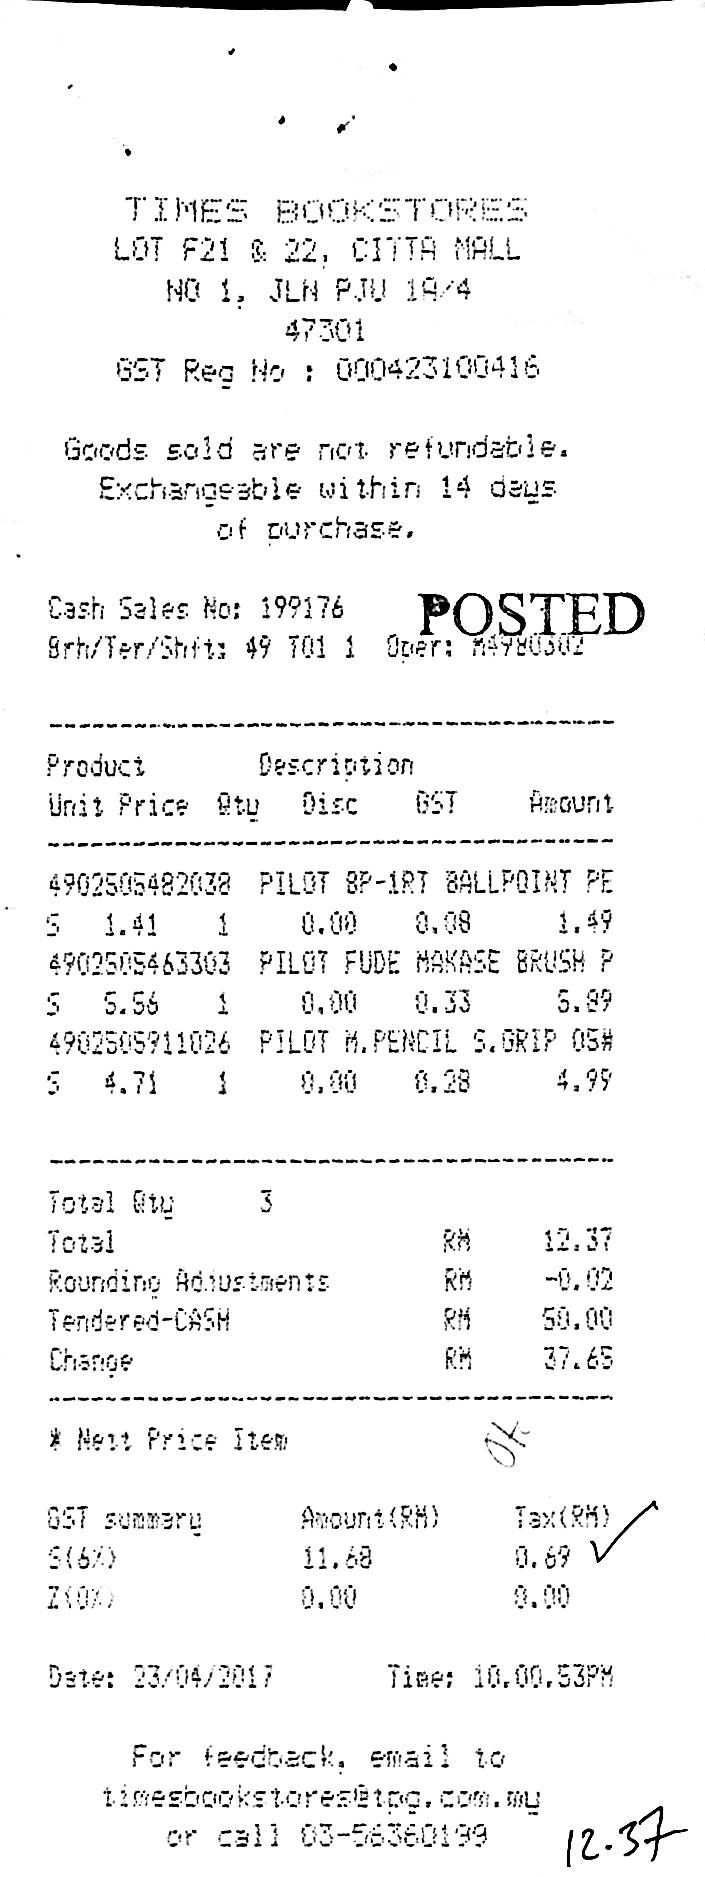 TIMES BOOKSTORES
LOT F21 & 22, CITTA MALL
NO 1, JLN PJU 1A/4
47301
GST Reg No : 000423100416
Goods sold are not refundable.
Exchangeable within 14 days
of purchase.
Cash Sales No: 199176
POSTED
Brh/Ter/Shft: 49 T01 1 Oper: M4980302
Product Description
Unit Price Qty Disc GST Amount
4902505482038 PILOT BP-1RT BALLPOINT PE
S 1.41 1 0.00 0.08 1.49
4902505463303 PILOT FUDE MAKASE BRUSH P
S 5.56 1 0.00 0.33 5.89
4902505911026 PILOT M.PENCIL S.GRIP 05#
S 4.71 1 0.00 0.28 4.99
Total Qty 3
Total RM 12.37
Rounding Adjustments RM -0.02
Tendered-CASH RM 50.00
Change RM 37.65
* Nett Price Item
OK
GST summary Amount(RM) Tax(RM)
S(6%) 11.68 0.69
Z(0%) 0.00 0.00
Date: 23/04/2017 Time: 10.00.53PM
For feedback, email to
timesbookstores@tpg.com.my
or call 03-56360199
12.37